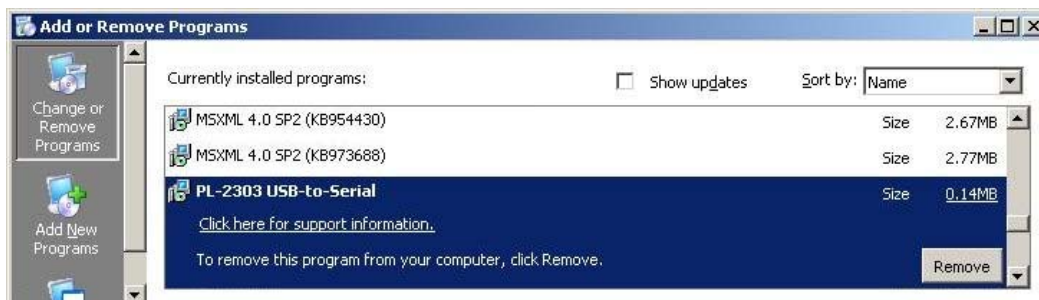 Add or Remove Programs
Change or
Remove
Programs
Add New
Programs
Currently installed programs:
Show updates
Sort by: Name
MSXML 4.0 SP2 (KB954430) Size 2.67MB
MSXML 4.0 SP2 (KB973688) Size 2.77MB
PL-2303 USB-to-Serial Size 0.14MB
Click here for support information.
To remove this program from your computer, click Remove.
Remove